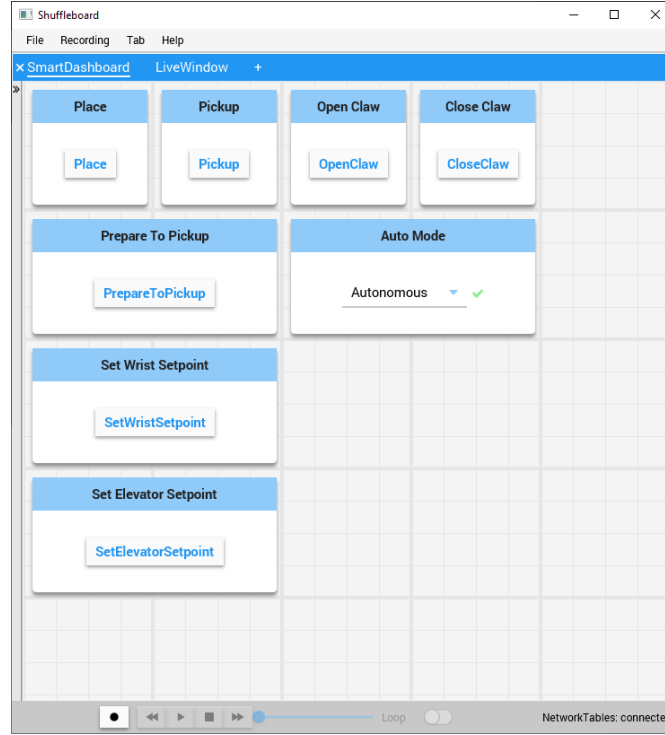 Shuffleboard
File Recording Tab Help
SmartDashboard LiveWindow +
Place Pickup Open Claw Close Claw
Place Pickup OpenClaw CloseClaw
Prepare To Pickup Auto Mode
PrepareToPickup Autonomous
Set Wrist Setpoint
SetWristSetpoint
Set Elevator Setpoint
SetElevatorSetpoint
Loop NetworkTables: connecte